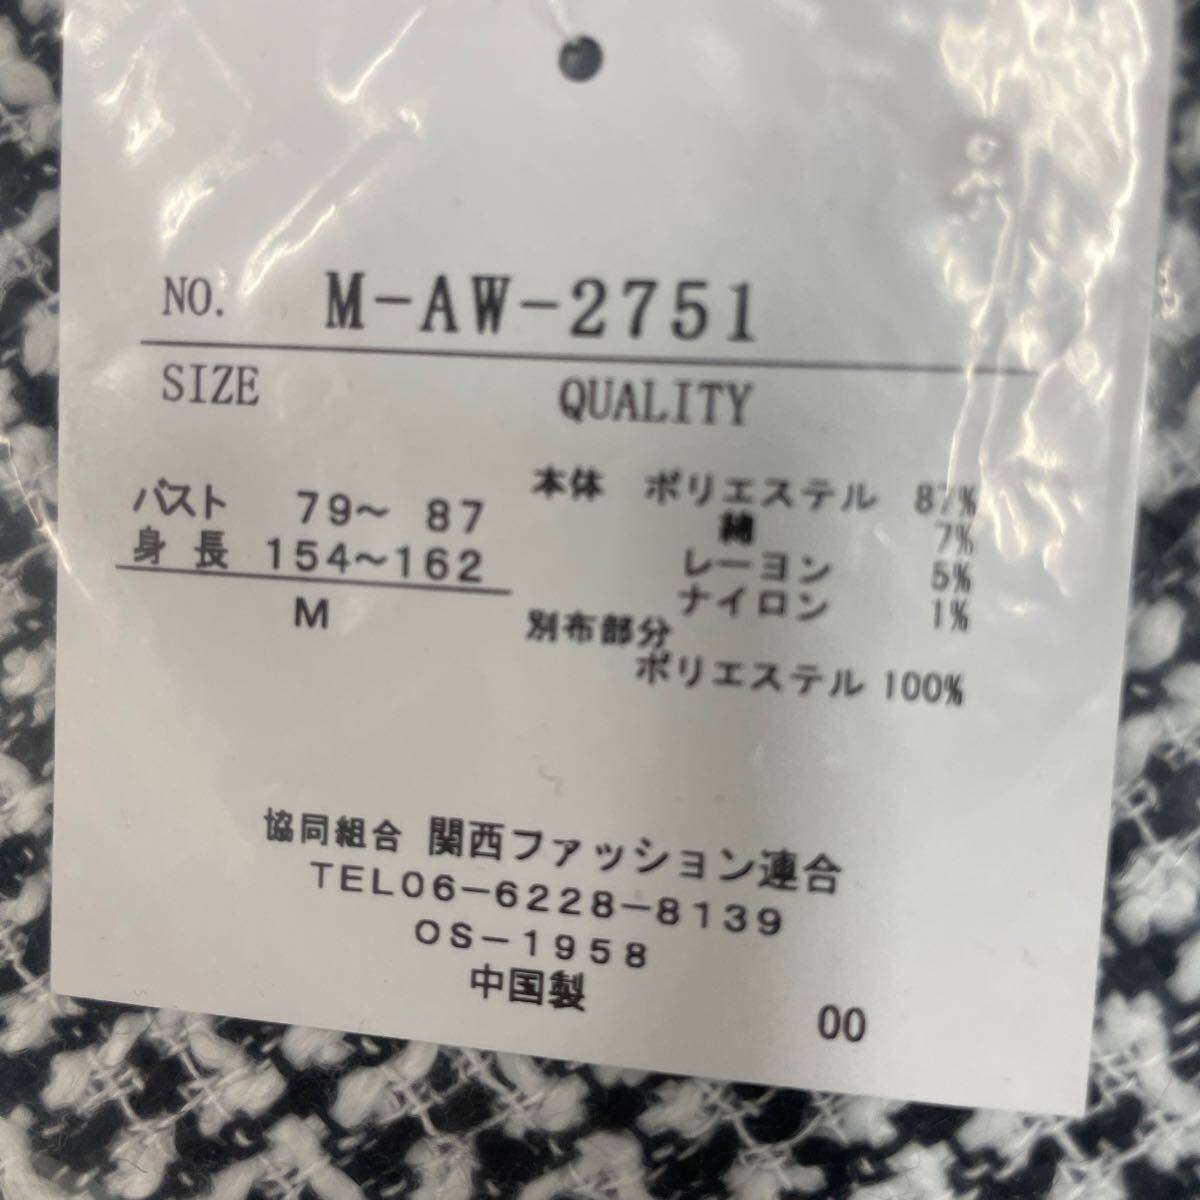 NO. M-AW-2751
SIZE QUALITY
バスト 79～ 87
身長 154～162
M
本体 ポリエステル 87%
綿 7%
レーヨン 5%
ナイロン 1%
別布部分
ポリエステル 100%
協同組合 関西ファッション連合
TEL06-6228-8139
OS-1958
中国製
00